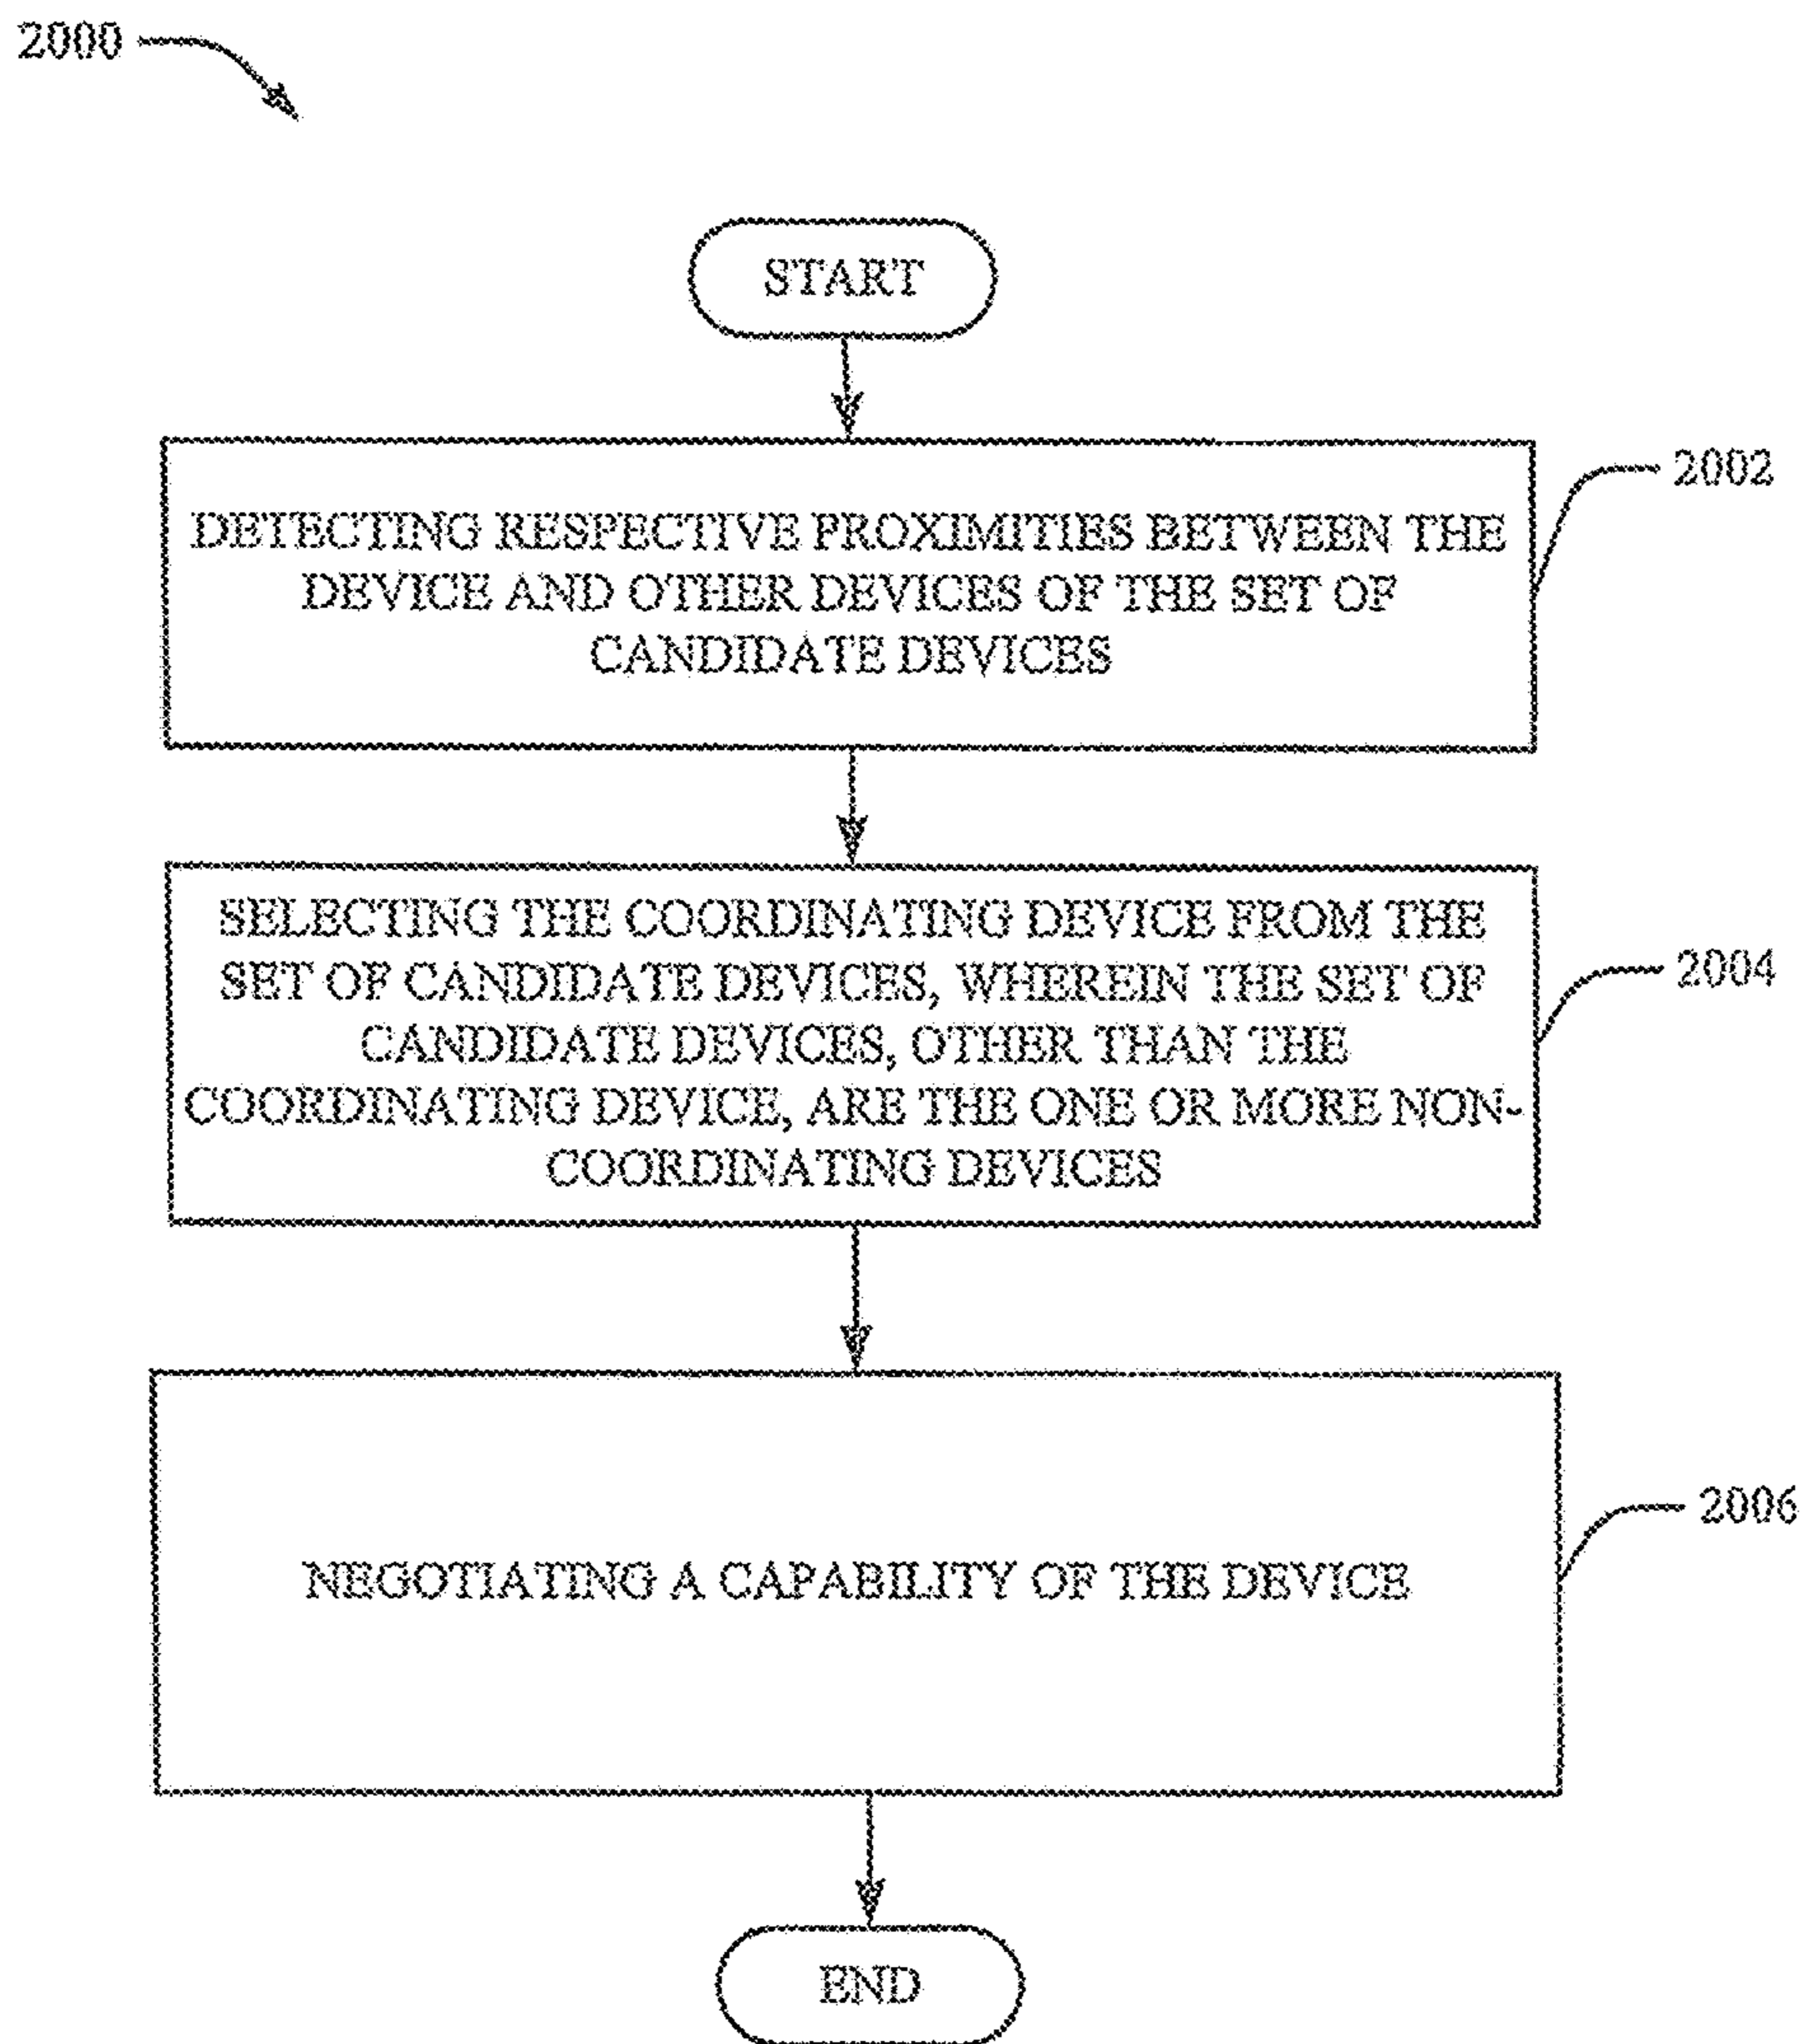 2000
START
DETECTING RESPECTIVE PROXIMITIES BETWEEN THE
DEVICE AND OTHER DEVICES OF THE SET OF
CANDIDATE DEVICES
2002
SELECTING THE COORDINATING DEVICE FROM THE
SET OF CANDIDATE DEVICES, WHEREIN THE SET OF
CANDIDATE DEVICES, OTHER THAN THE
COORDINATING DEVICE, ARE THE ONE OR MORE NON-
COORDINATING DEVICES
2004
NEGOTIATING A CAPABILITY OF THE DEVICE
2006
END